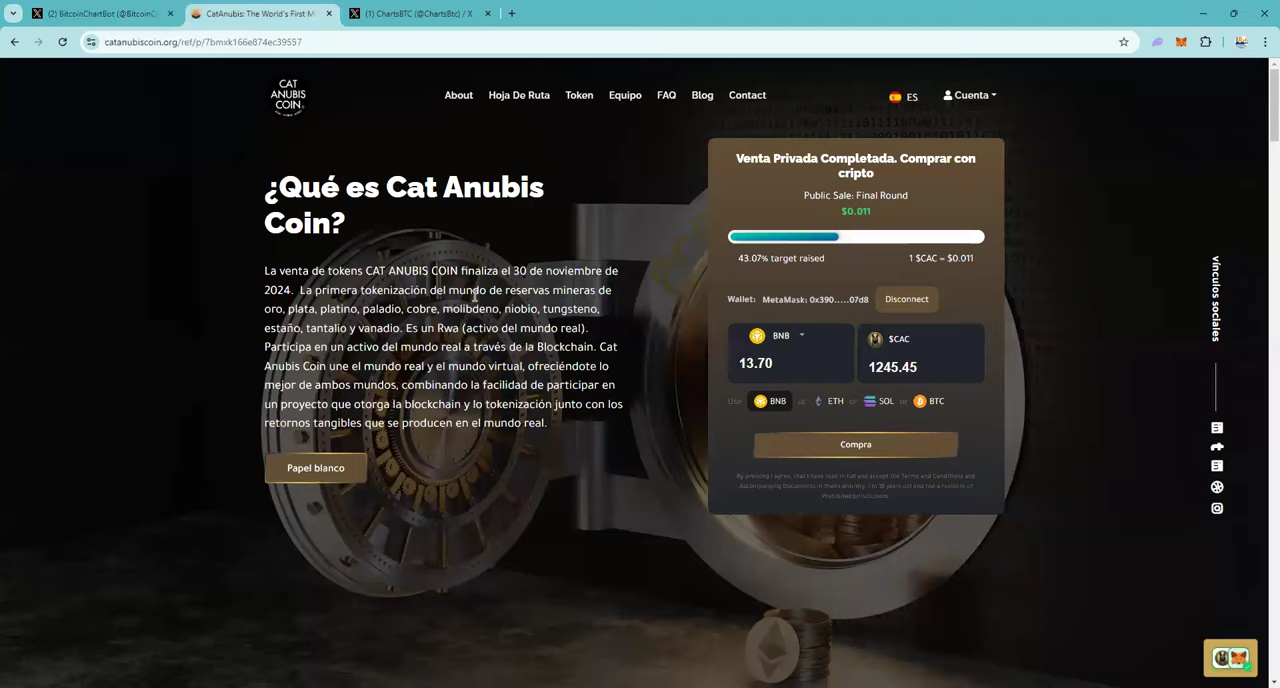 (2) BitcoinChartBot (@BitcoinC
CatAnubis: The World's First M
(1) ChartsBTC (@ChartsBtc) / X
catanubiscoin.org/ref/p/7bmxk166e874ec39557
CAT
ANUBIS
COIN
About
Hoja De Ruta
Token
Equipo
FAQ
Blog
Contact
ES
Cuenta
¿Qué es Cat Anubis
Coin?
La venta de tokens CAT ANUBIS COIN finaliza el 30 de noviembre de
2024. La primera tokenización del mundo de reservas mineras de
oro, plata, platino, paladio, cobre, molibdeno, niobio, tungsteno,
estaño, tantalio y vanadio. Es un Rwa (activo del mundo real).
Participa en un activo del mundo real a través de la Blockchain. Cat
Anubis Coin une el mundo real y el mundo virtual, ofreciéndote lo
mejor de ambos mundos, combinando la facilidad de participar en
un proyecto que otorga la blockchain y lo tokenización junto con los
retornos tangibles que se producen en el mundo real.
Papel blanco
Venta Privada Completada. Comprar con
cripto
Public Sale: Final Round
$0.011
43.07% target raised
1 $CAC = $0.011
Wallet: MetaMask: 0x390.....07d8
Disconnect
BNB
13.70
$CAC
1245.45
Use BNB or ETH or SOL or BTC
Compra
vínculos sociales